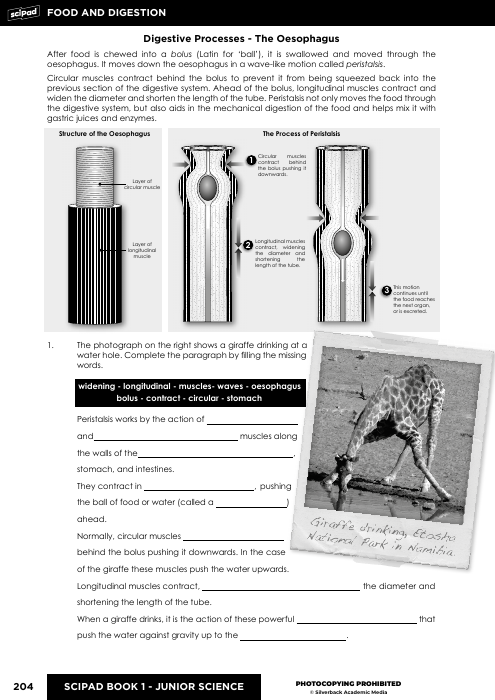 scipad FOOD AND DIGESTION
Digestive Processes - The Oesophagus
After food is chewed into a bolus (Latin for 'ball'), it is swallowed and moved through the
oesophagus. It moves down the oesophagus in a wave-like motion called peristalsis.
Circular muscles contract behind the bolus to prevent it from being squeezed back into the
previous section of the digestive system. Ahead of the bolus, longitudinal muscles contract and
widen the diameter and shorten the length of the tube. Peristalsis not only moves the food through
the digestive system, but also aids in the mechanical digestion of the food and helps mix it with
gastric juices and enzymes.
Structure of the Oesophagus
Layer of
circular muscle
Layer of
longitudinal
muscle
The Process of Peristalsis
1 Circular muscles
contract behind
the bolus pushing it
downwards.
2 Longitudinal muscles
contract, widening
the diameter and
shortening the
length of the tube.
3 This motion
continues until
the food reaches
the next organ,
or is excreted.
1. The photograph on the right shows a giraffe drinking at a
water hole. Complete the paragraph by filling the missing
words.
widening - longitudinal - muscles- waves - oesophagus
bolus - contract - circular - stomach
Peristalsis works by the action of
and muscles along
the walls of the ,
stomach, and intestines.
They contract in , pushing
the ball of food or water (called a )
ahead.
Normally, circular muscles
behind the bolus pushing it downwards. In the case
of the giraffe these muscles push the water upwards.
Longitudinal muscles contract, the diameter and
shortening the length of the tube.
When a giraffe drinks, it is the action of these powerful that
push the water against gravity up to the .
Giraffe drinking, Etosha
National Park in Namibia.
204 SCIPAD BOOK 1 - JUNIOR SCIENCE
PHOTOCOPYING PROHIBITED
© Silverback Academic Media